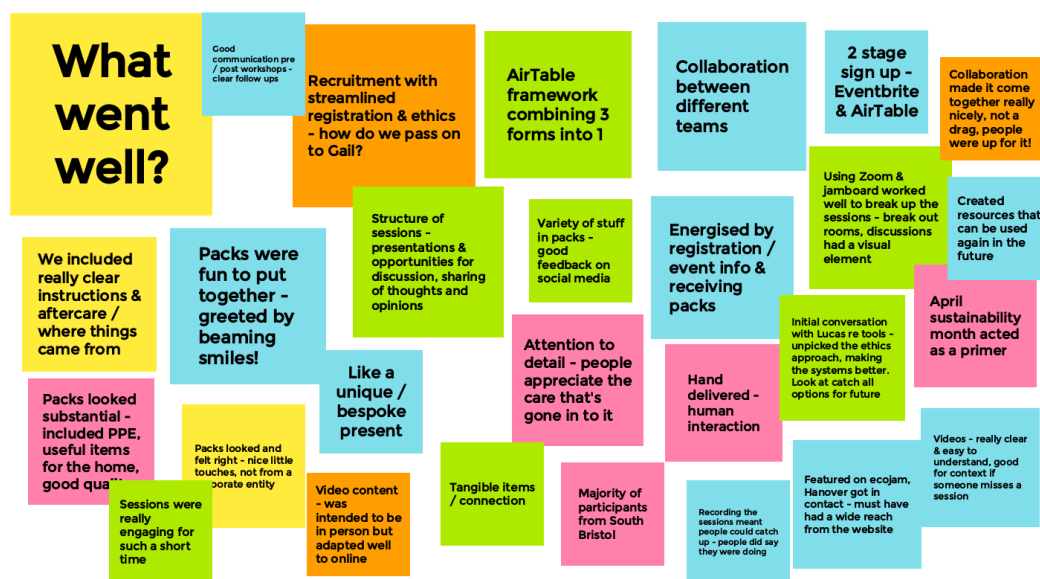 What
went
well?
Good
communication pre
/ post workshops -
clear follow ups
Recruitment with
streamlined
registration & ethics
- how do we pass on
to Gail?
AirTable
framework
combining 3
forms into 1
Collaboration
between
different
teams
2 stage
sign up -
Eventbrite
& AirTable
Collaboration
made it come
together really
nicely, not a
drag, people
were up for it!
Structure of
sessions -
presentations &
opportunities for
discussion, sharing
of thoughts and
opinions
Variety of stuff
in packs -
good
feedback on
social media
Energised by
registration /
event info &
receiving
packs
Using Zoom &
jamboard worked
well to break up the
sessions - break out
rooms, discussions
had a visual
element
Created
resources that
can be used
again in the
future
We included
really clear
instructions &
aftercare /
where things
came from
Packs were
fun to put
together -
greeted by
beaming
smiles!
Attention to
detail - people
appreciate the
care that's
gone in to it
Initial conversation
with Lucas re tools -
unpicked the ethics
approach, making
the systems better.
Look at catch all
options for future
April
sustainability
month acted
as a primer
Like a
unique /
bespoke
present
Hand
delivered -
human
interaction
Packs looked
substantial -
included PPE,
useful items
for the home,
good
Packs looked and
felt right - nice little
touches, not from a
entity
Sessions were
really
engaging for
such a short
time
Video content
- was
intended to be
in person but
adapted well
to online
Tangible items
/ connection
Majority of
participants
from South
Bristol
Recording the
sessions meant
people could catch
up - people did say
they were doing
Featured on ecojam,
Hanover got in
contact - must have
had a wide reach
from the website
Videos - really clear
& easy to
understand, good
for context if
someone misses a
session